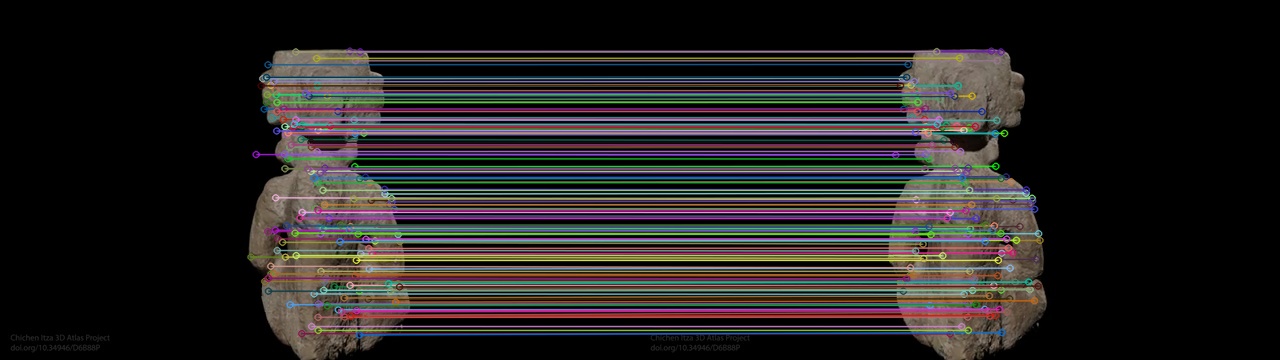 Chichen Itza 3D Atlas Project
doi.org/10.34946/D6B88P
Chichen Itza 3D Atlas Project
doi.org/10.34946/D6B88P